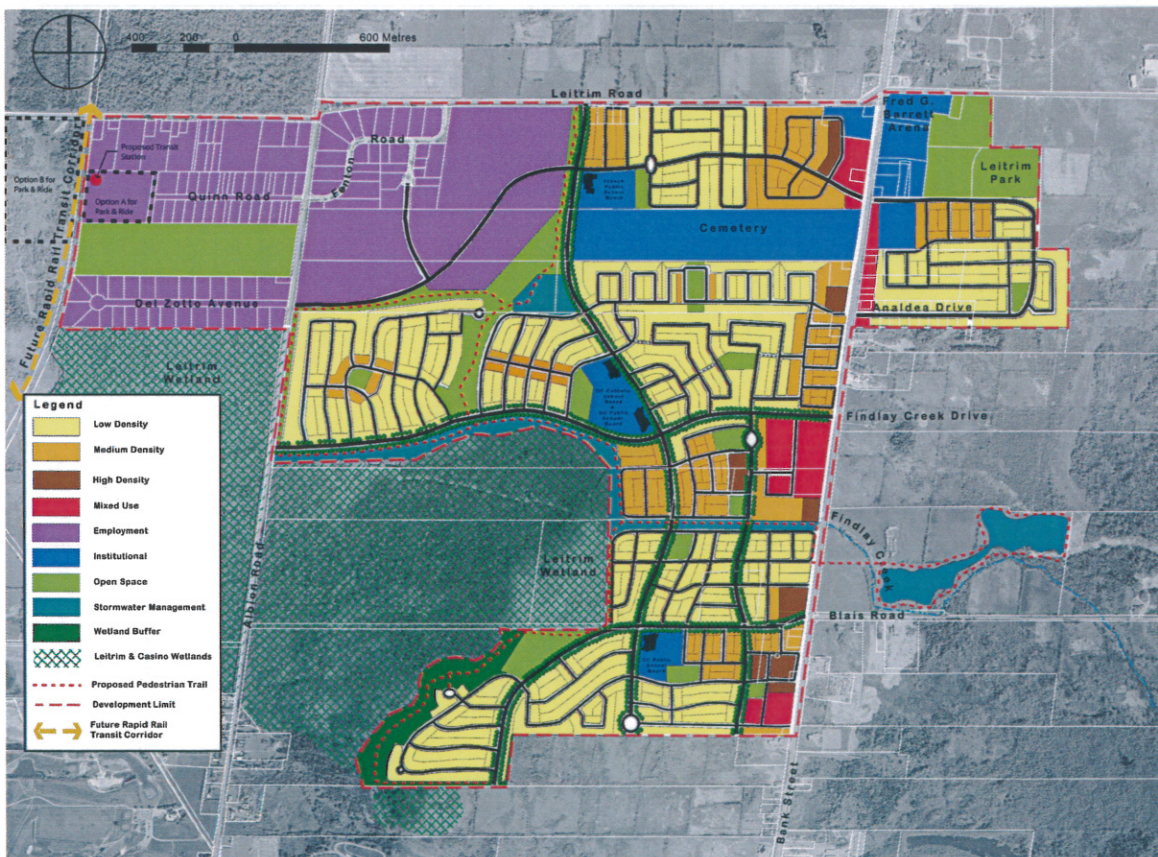 400 200 0 600 Metres
Leitrim Road
Fred G.
Barrett
Arena
Leitrim
Park
Road
Fenton
Proposed Transit
Station
Option B for
Park & Ride
Option A for
Park & Ride
Quinn Road
Future Rapid Rail Transit Corridor
Cemetery
Del Zotto Avenue
Analdea Drive
Leitrim
Wetland
Findlay Creek Drive
Legend
Low Density
Medium Density
High Density
Mixed Use
Employment
Institutional
Open Space
Stormwater Management
Wetland Buffer
Leitrim & Casino Wetlands
Proposed Pedestrian Trail
Development Limit
Future Rapid Rail
Transit Corridor
Albion Road
Leitrim
Wetland
Findlay Creek
Blais Road
Bank Street